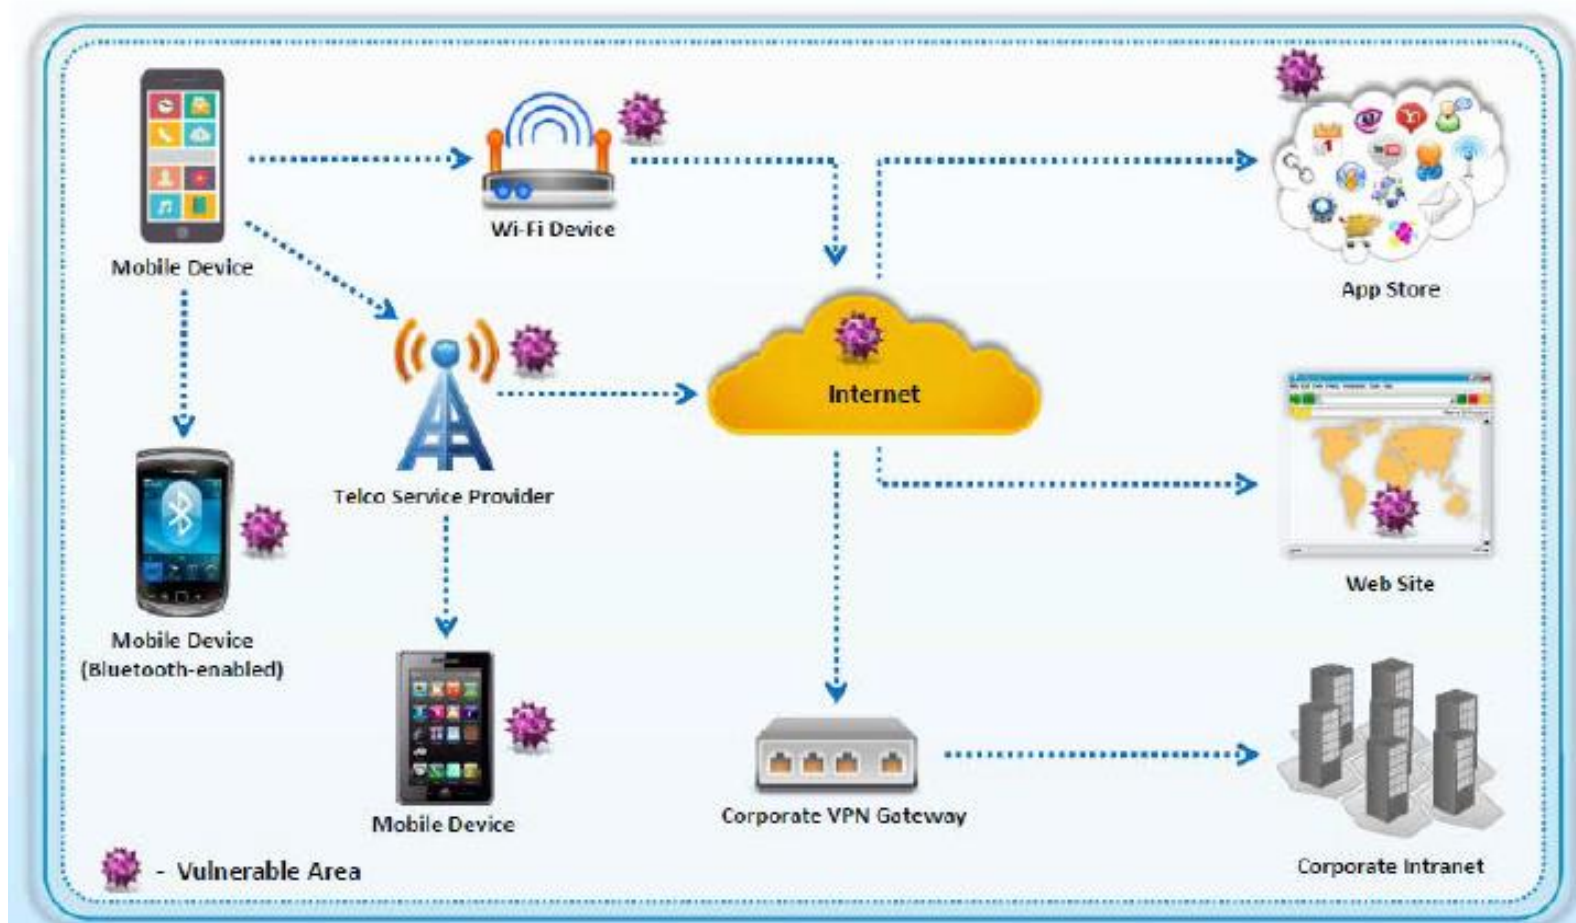 Mobile Device
Wi-Fi Device
App Store
Internet
Telco Service Provider
Web Site
Mobile Device
(Bluetooth-enabled)
Mobile Device
Corporate VPN Gateway
Corporate Intranet
- Vulnerable Area